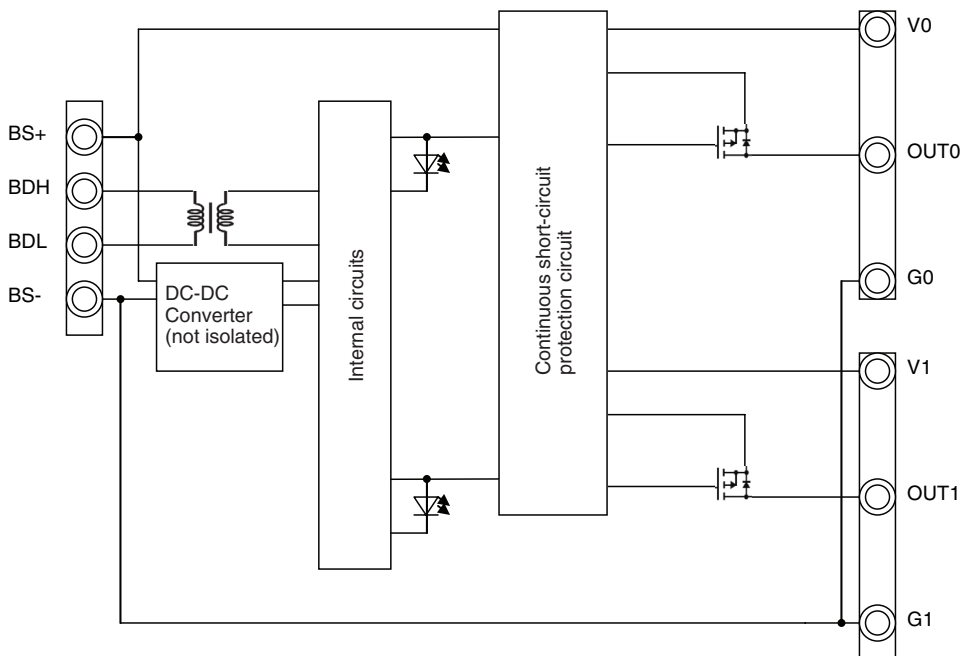 V0
BS+
OUT0
BDH
BDL
G0
BS-
DC-DC
Converter
(not isolated)
Internal circuits
Continuous short-circuit
protection circuit
V1
OUT1
G1